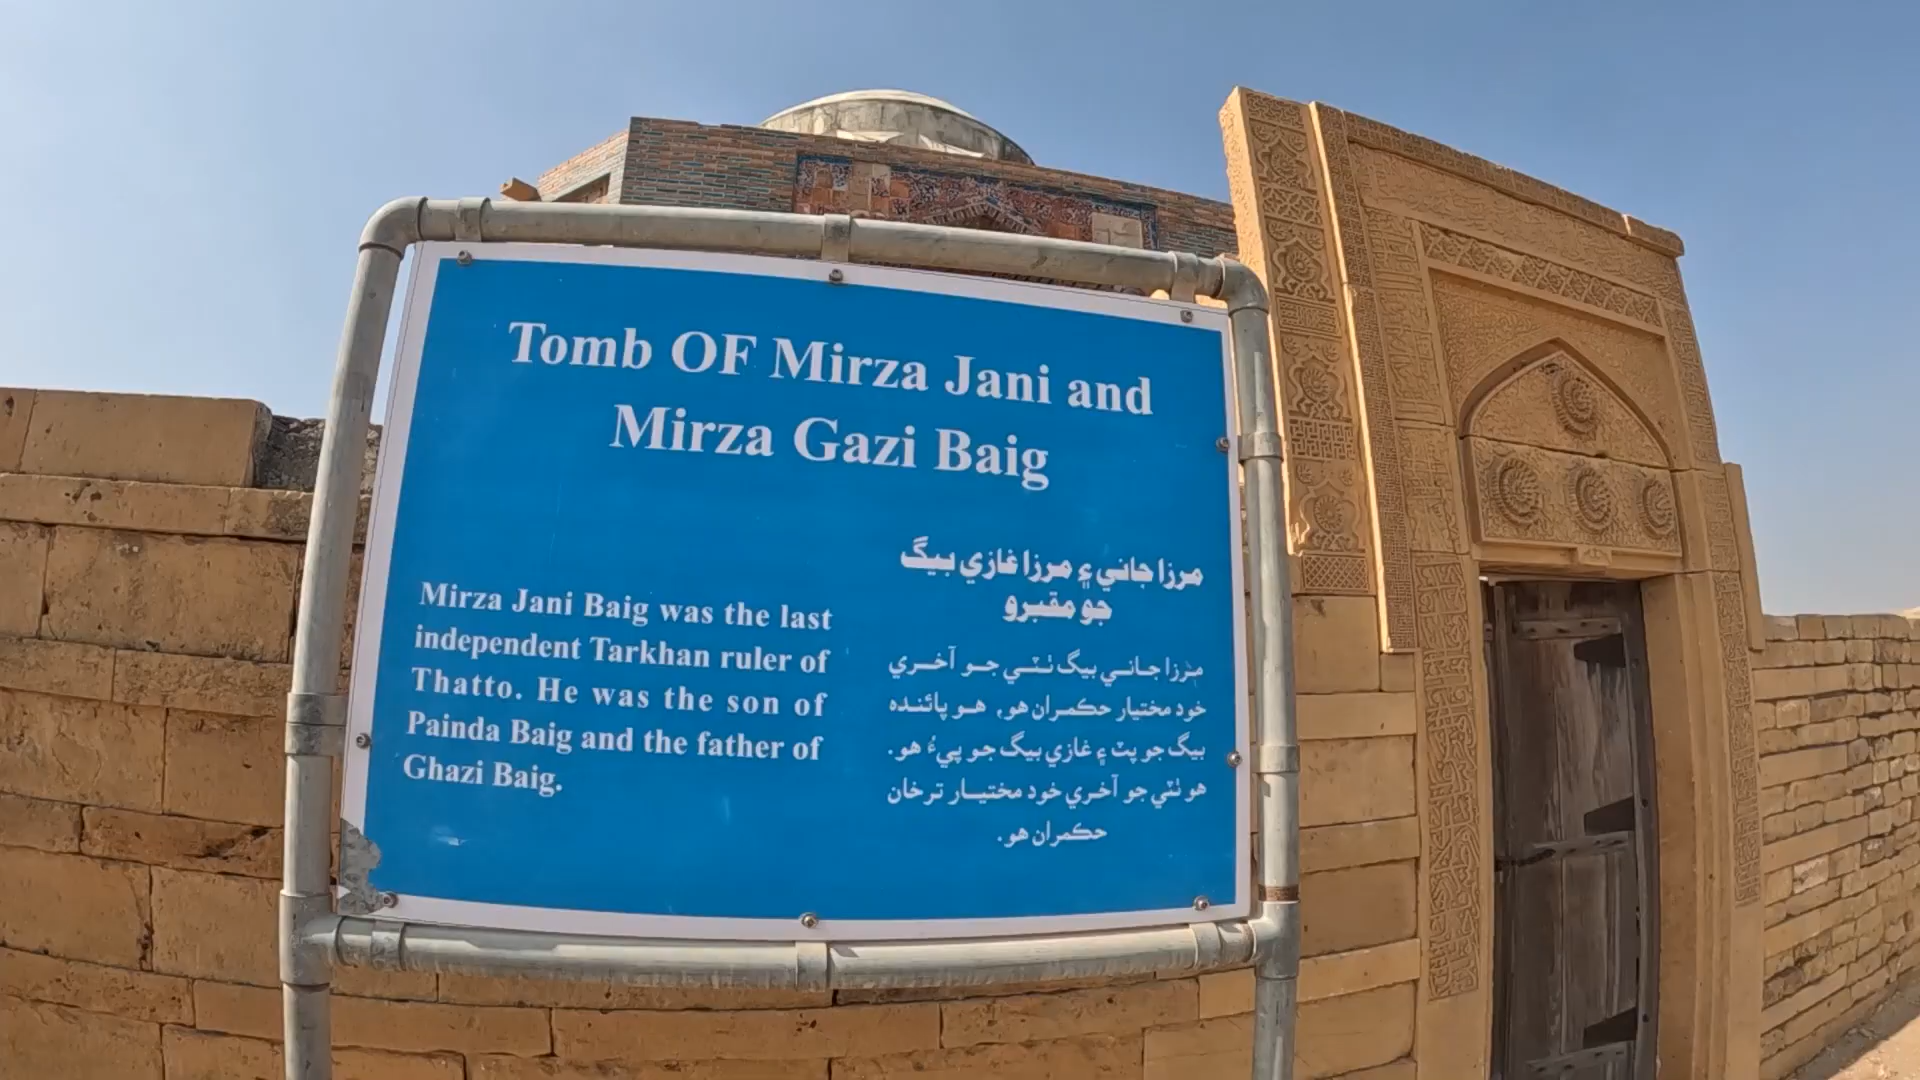 Tomb OF Mirza Jani and
Mirza Gazi Baig
Mirza Jani Baig was the last
independent Tarkhan ruler of
Thatto. He was the son of
Painda Baig and the father of
Ghazi Baig.
مرزا جاني ۽ مرزا غازي بيگ
جو مقبرو
مرزا جاني بيگ ٺٽي جو آخري
خود مختيار حڪمران هو، هو پائنده
بيگ جو پٽ ۽ غازي بيگ جو پيءُ هو.
هو ٺٽي جو آخري خود مختيار ترخان
حڪمران هو.